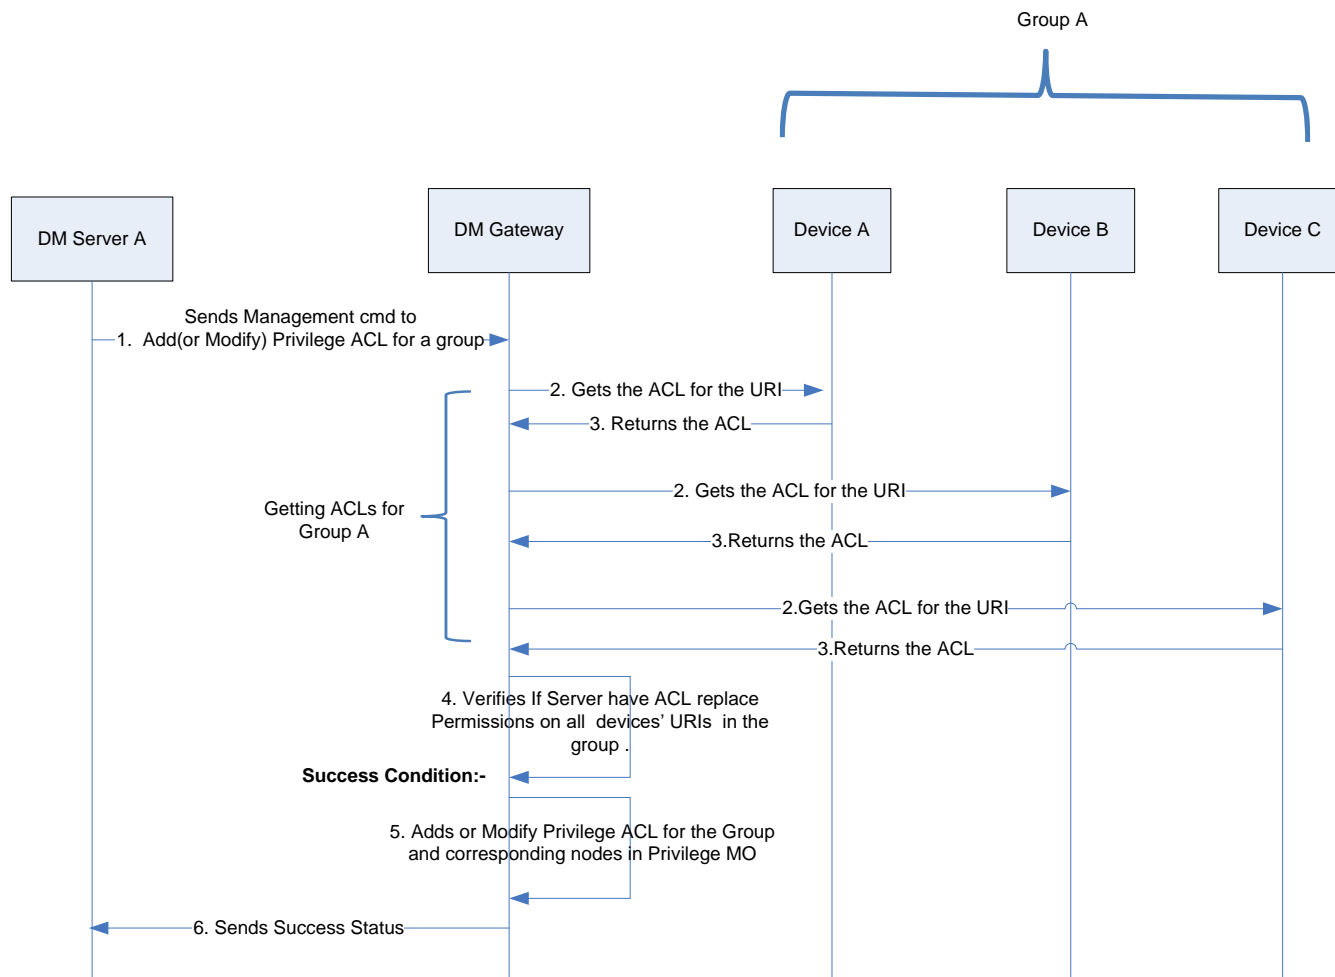 Group A
DM Server A
DM Gateway
Device A
Device B
Device C
Sends Management cmd to
1.  Add(or Modify) Privilege ACL for a group
2. Gets the ACL for the URI
3. Returns the ACL
Getting ACLs for
Group A
2. Gets the ACL for the URI
3.Returns the ACL
2.Gets the ACL for the URI
3.Returns the ACL
4. Verifies If Server have ACL replace
Permissions on all  devices’ URIs  in the
group .
Success Condition:-
5. Adds or Modify Privilege ACL for the Group
and corresponding nodes in Privilege MO
6. Sends Success Status